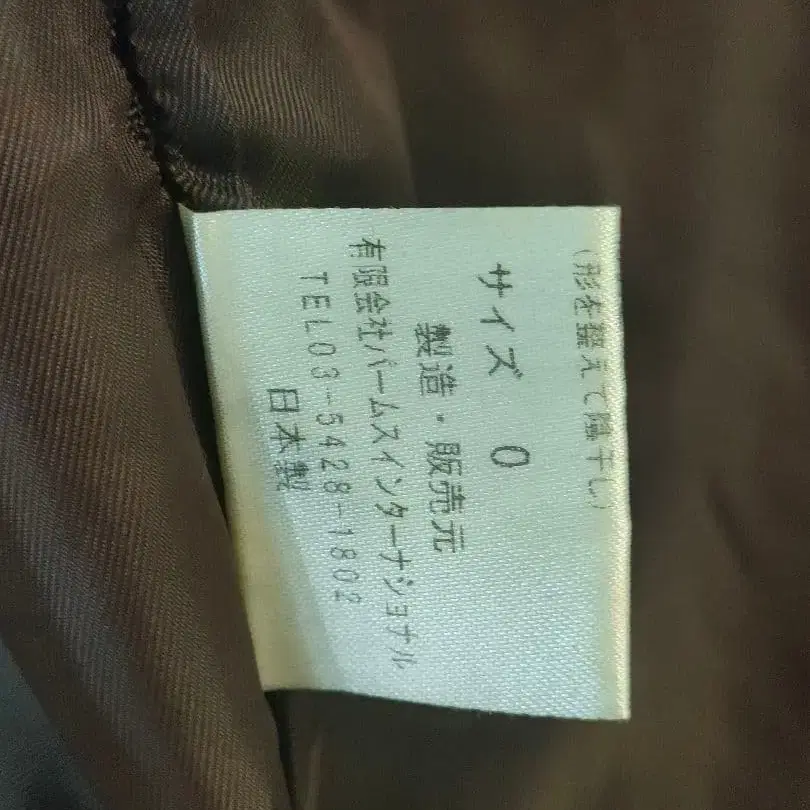 (形を整えて陰干し)
サイズ 0
製造・販売元
有限会社パームスインターナショナル
TEL03-5428-1802
日本製